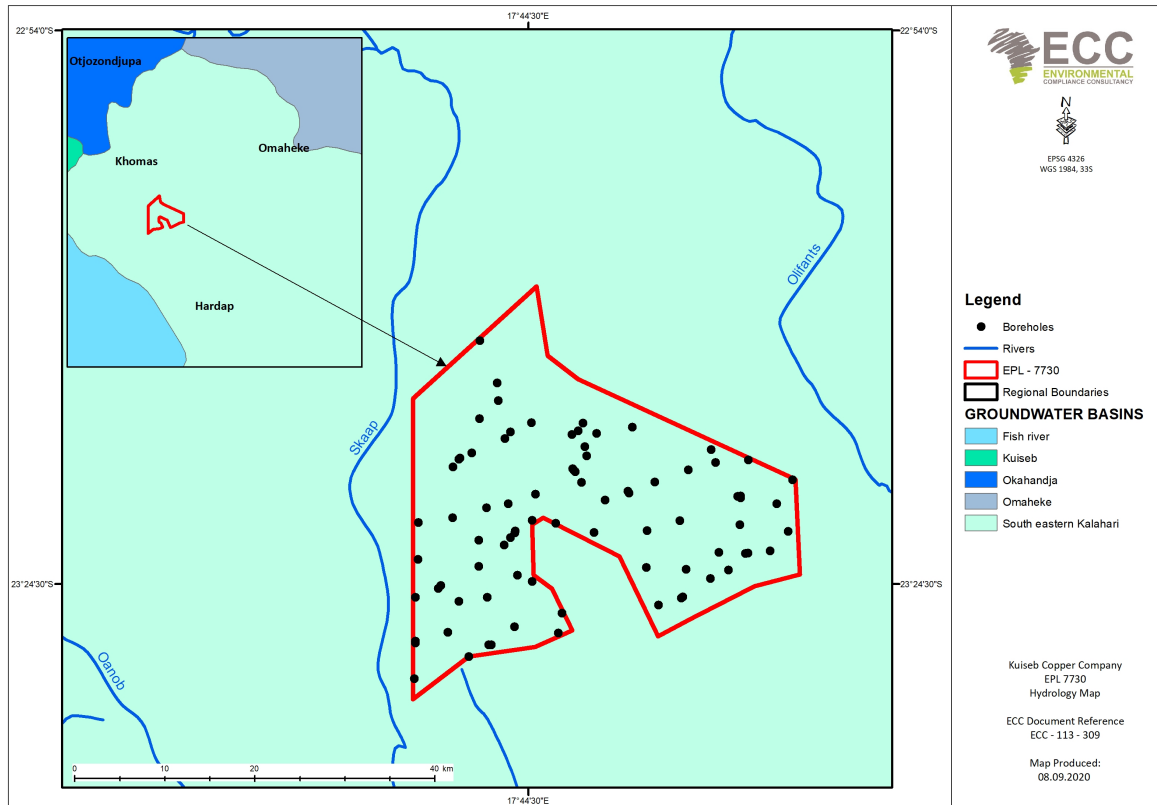 17°44'30"E
22°54'0"S
22°54'0"S
Otjozondjupa
Omaheke
Khomas
Hardap
Olifants
Skaap
23°24'30"S
23°24'30"S
Oanob
0
10
20
40 km
17°44'30"E
ECC
ENVIRONMENTAL
COMPLIANCE CONSULTANCY
N
EPSG 4326
WGS 1984, 33S
Legend
Boreholes
Rivers
EPL - 7730
Regional Boundaries
GROUNDWATER BASINS
Fish river
Kuiseb
Okahandja
Omaheke
South eastern Kalahari
Kuiseb Copper Company
EPL 7730
Hydrology Map
ECC Document Reference
ECC - 113 - 309
Map Produced:
08.09.2020